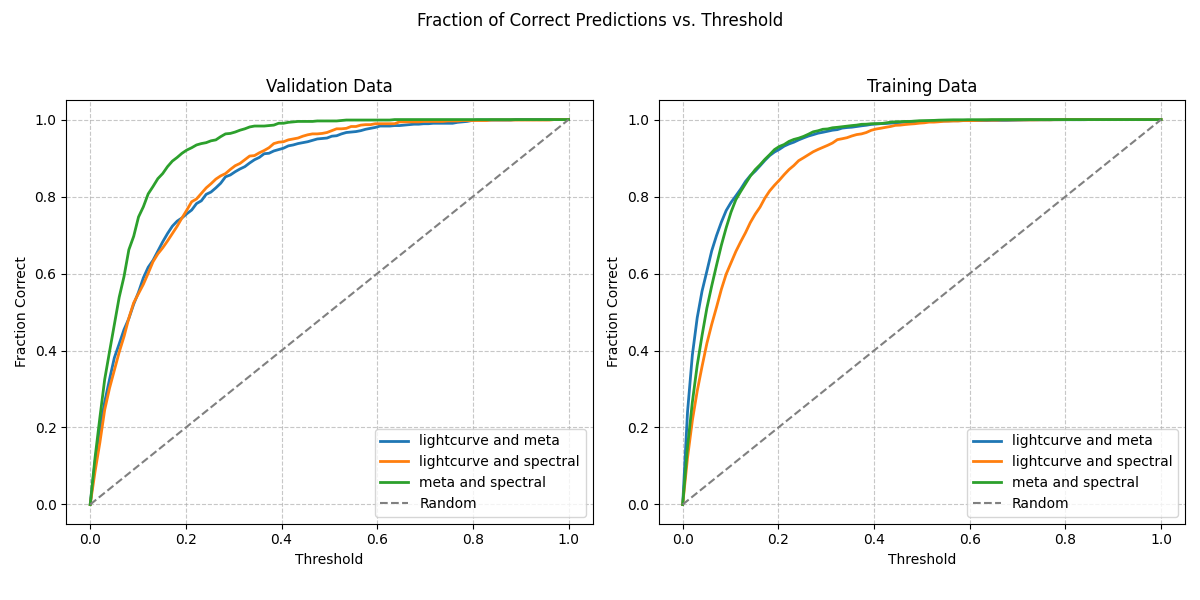 Fraction of Correct Predictions vs. Threshold
Validation Data
Fraction Correct
1.0
0.8
0.6
0.4
0.2
0.0
0.0 0.2 0.4 0.6 0.8 1.0
Threshold
lightcurve and meta
lightcurve and spectral
meta and spectral
Random
Training Data
Fraction Correct
1.0
0.8
0.6
0.4
0.2
0.0
0.0 0.2 0.4 0.6 0.8 1.0
Threshold
lightcurve and meta
lightcurve and spectral
meta and spectral
Random